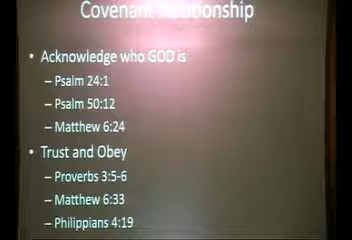 Covenant Relationship
• Acknowledge who GOD is
– Psalm 24:1
– Psalm 50:12
– Matthew 6:24
• Trust and Obey
– Proverbs 3:5-6
– Matthew 6:33
– Philippians 4:19